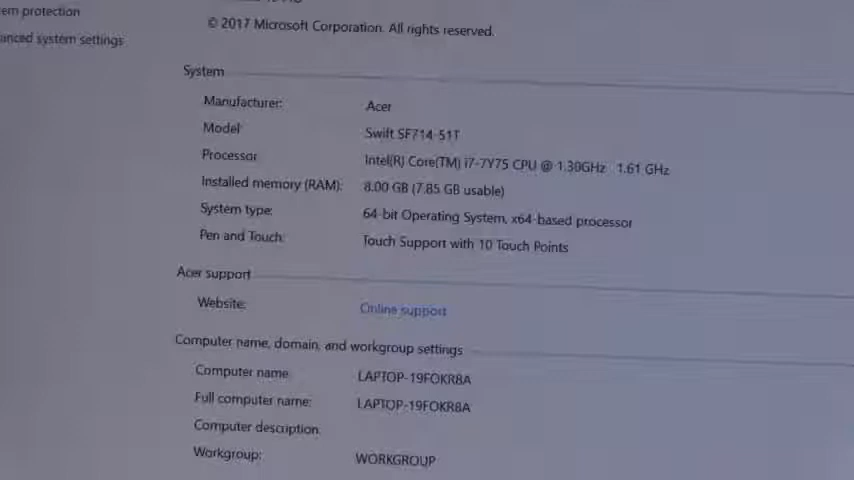 em protection
© 2017 Microsoft Corporation. All rights reserved.
anced system settings
System
Manufacturer: Acer
Model: Swift SF714-51T
Processor: Intel(R) Core(TM) i7-7Y75 CPU @ 1.30GHz 1.61 GHz
Installed memory (RAM): 8.00 GB (7.85 GB usable)
System type: 64-bit Operating System, x64-based processor
Pen and Touch: Touch Support with 10 Touch Points
Acer support
Website: Online support
Computer name, domain, and workgroup settings
Computer name: LAPTOP-19FOKR8A
Full computer name: LAPTOP-19FOKR8A
Computer description:
Workgroup: WORKGROUP